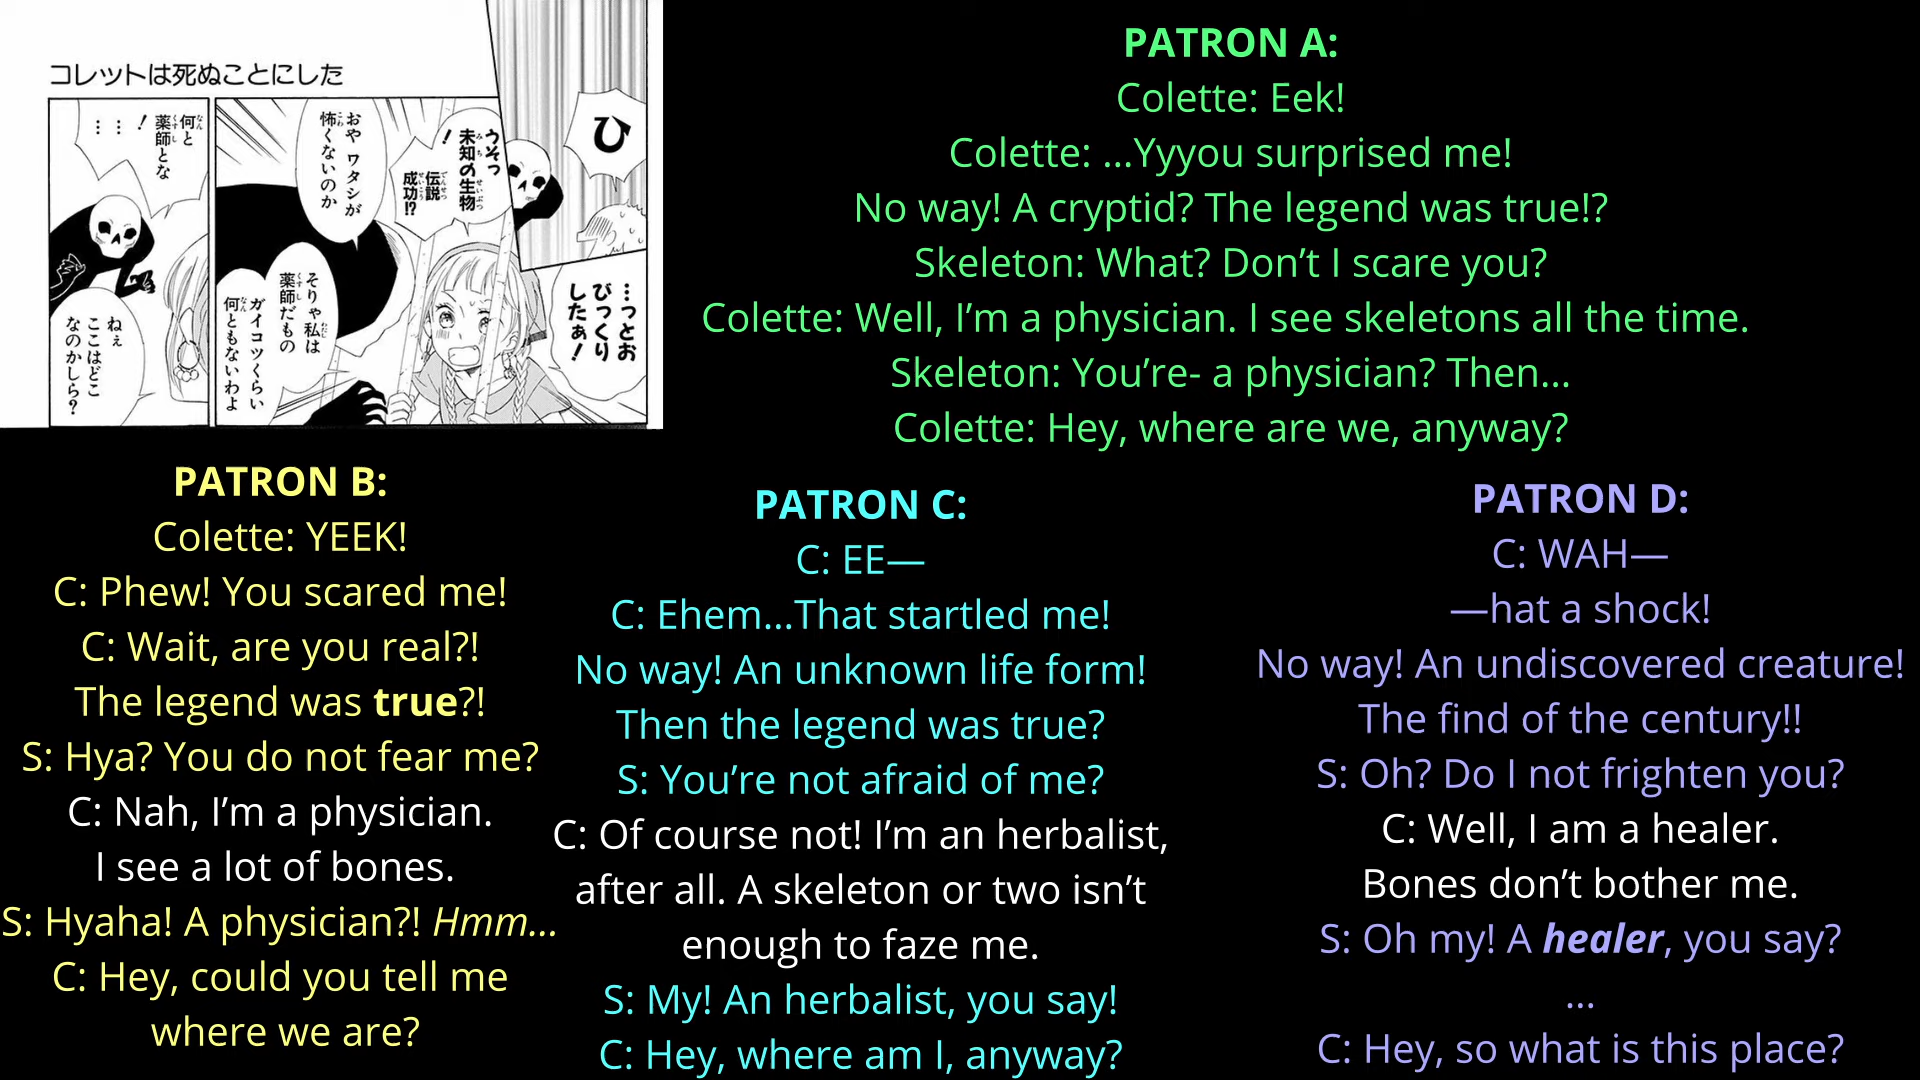 コレットは死ぬことにした
ひ
…っとお
びっくり
したぁ!
うそっ
未知の生物
!
伝説
成功!?
おや ワタシが
怖くないのか
そりゃ私は
薬師だもの
ガイコツくらい
何ともないわよ
何と
薬師とな
!
…
…
ねぇ
ここはどこ
なのかしら?
PATRON A:
Colette: Eek!
Colette: ...Yyyou surprised me!
No way! A cryptid? The legend was true!?
Skeleton: What? Don't I scare you?
Colette: Well, I'm a physician. I see skeletons all the time.
Skeleton: You're- a physician? Then...
Colette: Hey, where are we, anyway?
PATRON B:
Colette: YEEK!
C: Phew! You scared me!
C: Wait, are you real?!
The legend was true?!
S: Hya? You do not fear me?
C: Nah, I'm a physician.
I see a lot of bones.
S: Hyaha! A physician?! Hmm...
C: Hey, could you tell me
where we are?
PATRON C:
C: EE—
C: Ehem...That startled me!
No way! An unknown life form!
Then the legend was true?
S: You're not afraid of me?
C: Of course not! I'm an herbalist,
after all. A skeleton or two isn't
enough to faze me.
S: My! An herbalist, you say!
C: Hey, where am I, anyway?
PATRON D:
C: WAH—
—hat a shock!
No way! An undiscovered creature!
The find of the century!!
S: Oh? Do I not frighten you?
C: Well, I am a healer.
Bones don't bother me.
S: Oh my! A healer, you say?
...
C: Hey, so what is this place?